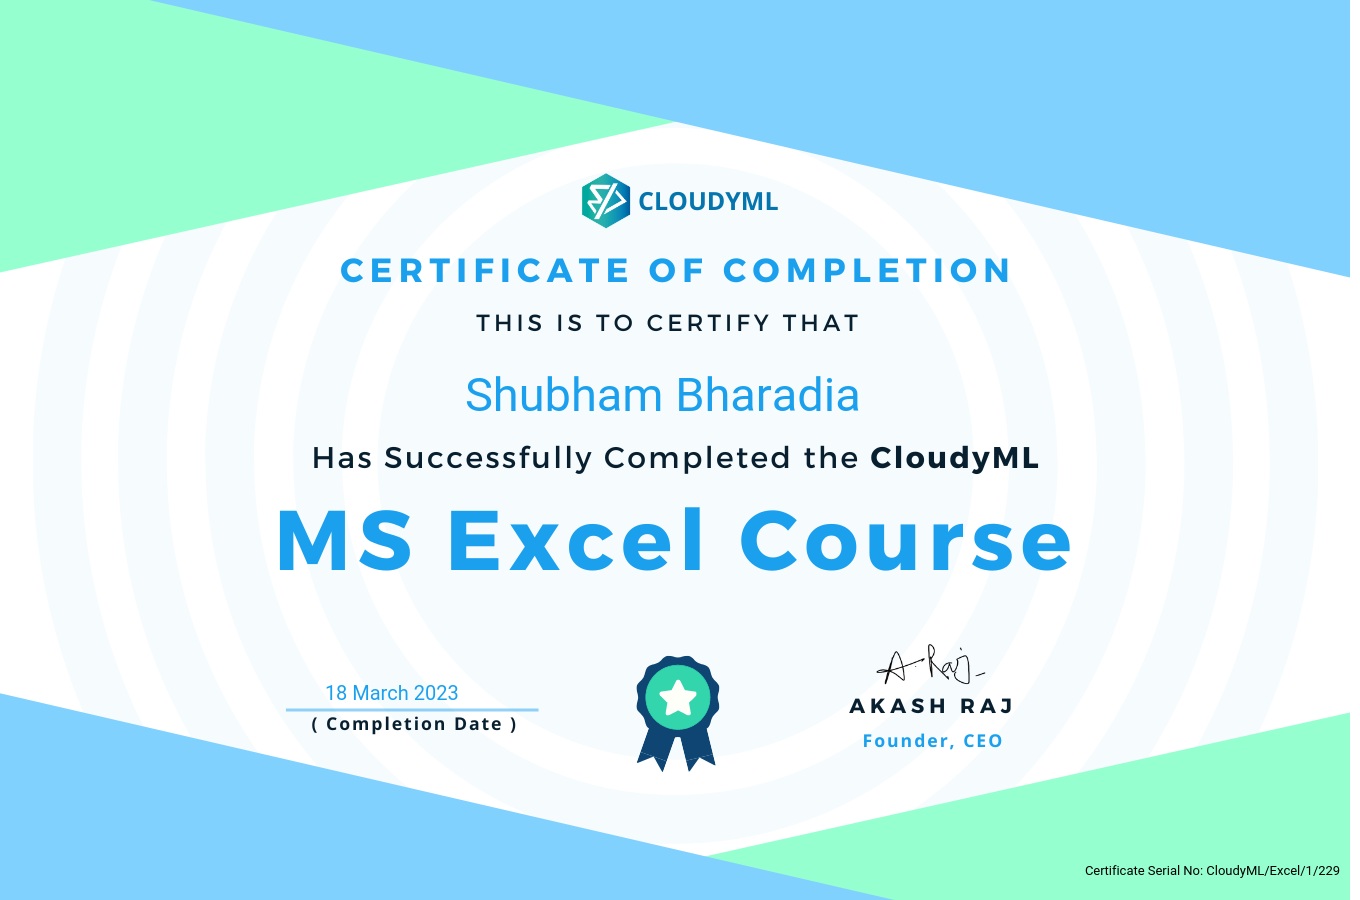 CLOUDYML
CERTIFICATE OF COMPLETION
THIS IS TO CERTIFY THAT
Shubham Bharadia
Has Successfully Completed the CloudyML
MS Excel Course
18 March 2023
( Completion Date )
A-Raj
AKASH RAJ
Founder, CEO
Certificate Serial No: CloudyML/Excel/1/229